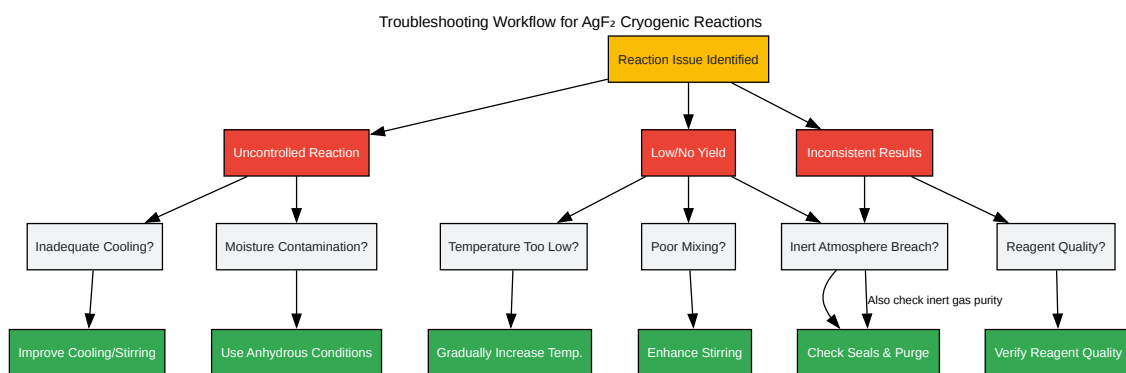 Troubleshooting Workflow for AgF₂ Cryogenic Reactions
Reaction Issue Identified
Uncontrolled Reaction
Low/No Yield
Inconsistent Results
Inadequate Cooling?
Moisture Contamination?
Temperature Too Low?
Poor Mixing?
Inert Atmosphere Breach?
Reagent Quality?
Also check inert gas purity
Improve Cooling/Stirring
Use Anhydrous Conditions
Gradually Increase Temp.
Enhance Stirring
Check Seals & Purge
Verify Reagent Quality